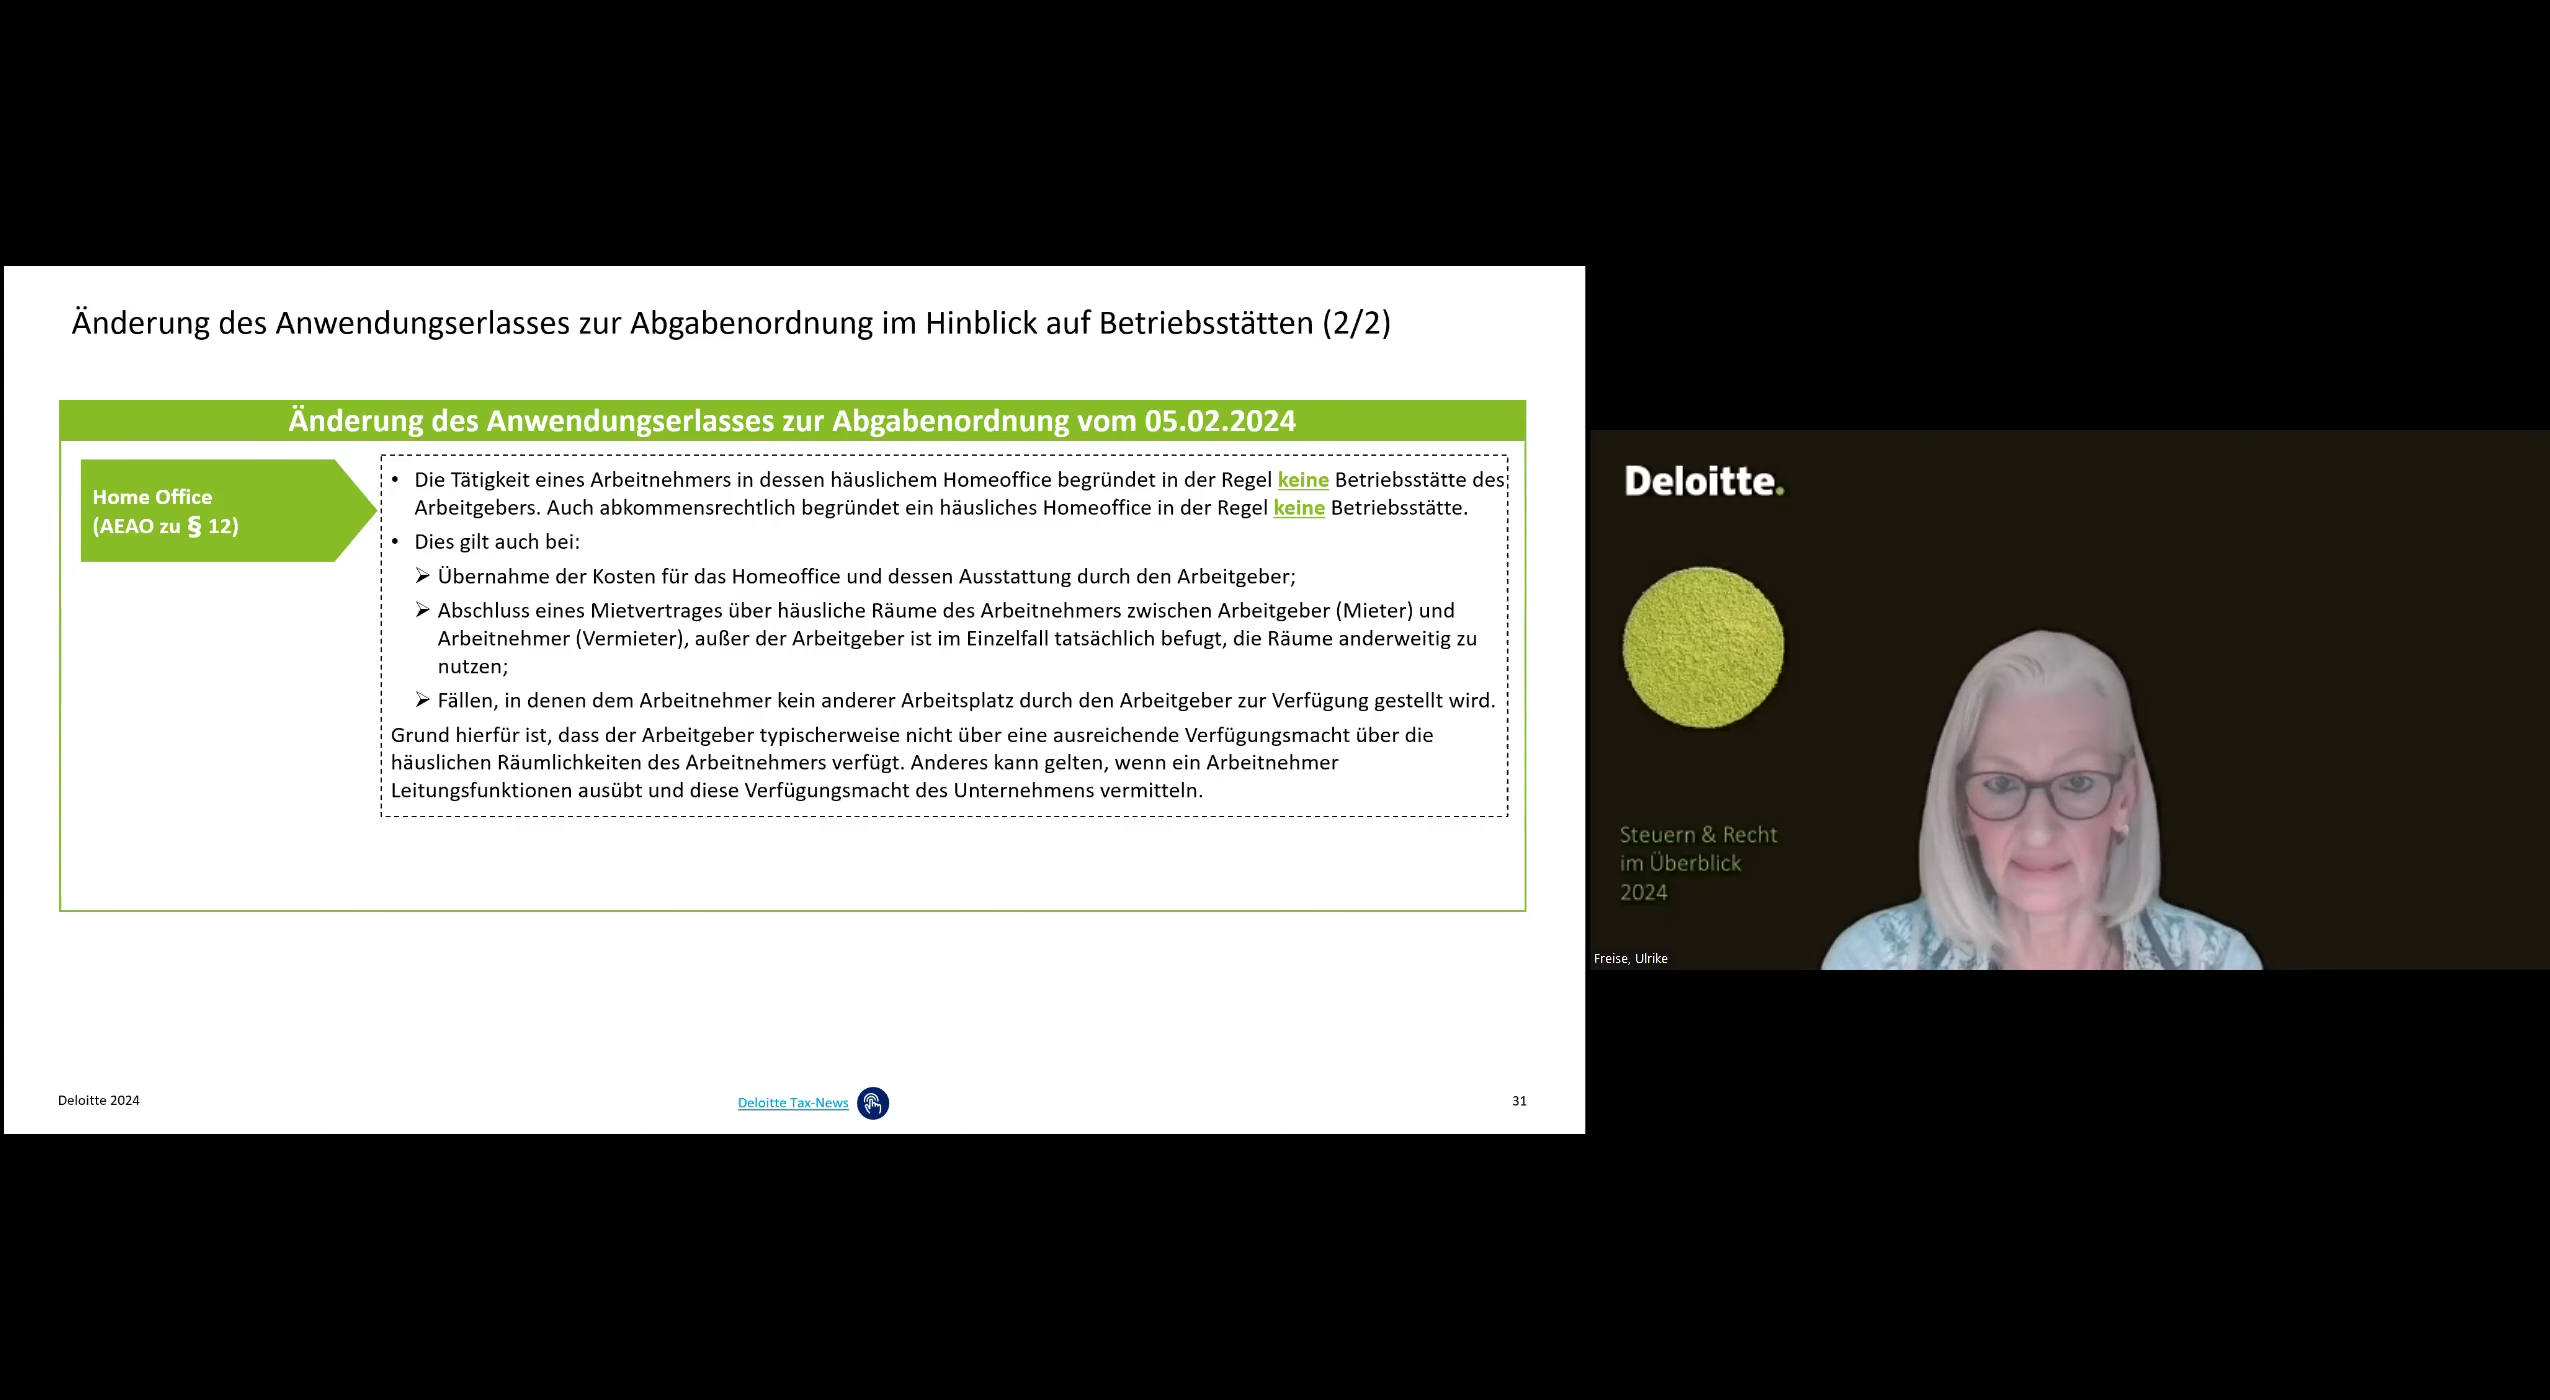 Änderung des Anwendungserlasses zur Abgabenordnung im Hinblick auf Betriebsstätten (2/2)
Änderung des Anwendungserlasses zur Abgabenordnung vom 05.02.2024
Home Office
(AEAO zu § 12)
• Die Tätigkeit eines Arbeitnehmers in dessen häuslichem Homeoffice begründet in der Regel keine Betriebsstätte des
Arbeitgebers. Auch abkommensrechtlich begründet ein häusliches Homeoffice in der Regel keine Betriebsstätte.
• Dies gilt auch bei:
➢ Übernahme der Kosten für das Homeoffice und dessen Ausstattung durch den Arbeitgeber;
➢ Abschluss eines Mietvertrages über häusliche Räume des Arbeitnehmers zwischen Arbeitgeber (Mieter) und
Arbeitnehmer (Vermieter), außer der Arbeitgeber ist im Einzelfall tatsächlich befugt, die Räume anderweitig zu
nutzen;
➢ Fällen, in denen dem Arbeitnehmer kein anderer Arbeitsplatz durch den Arbeitgeber zur Verfügung gestellt wird.
Grund hierfür ist, dass der Arbeitgeber typischerweise nicht über eine ausreichende Verfügungsmacht über die
häuslichen Räumlichkeiten des Arbeitnehmers verfügt. Anderes kann gelten, wenn ein Arbeitnehmer
Leitungsfunktionen ausübt und diese Verfügungsmacht des Unternehmens vermitteln.
Deloitte 2024
Deloitte Tax-News
31
Deloitte.
Steuern & Recht
im Überblick
2024
Freise, Ulrike